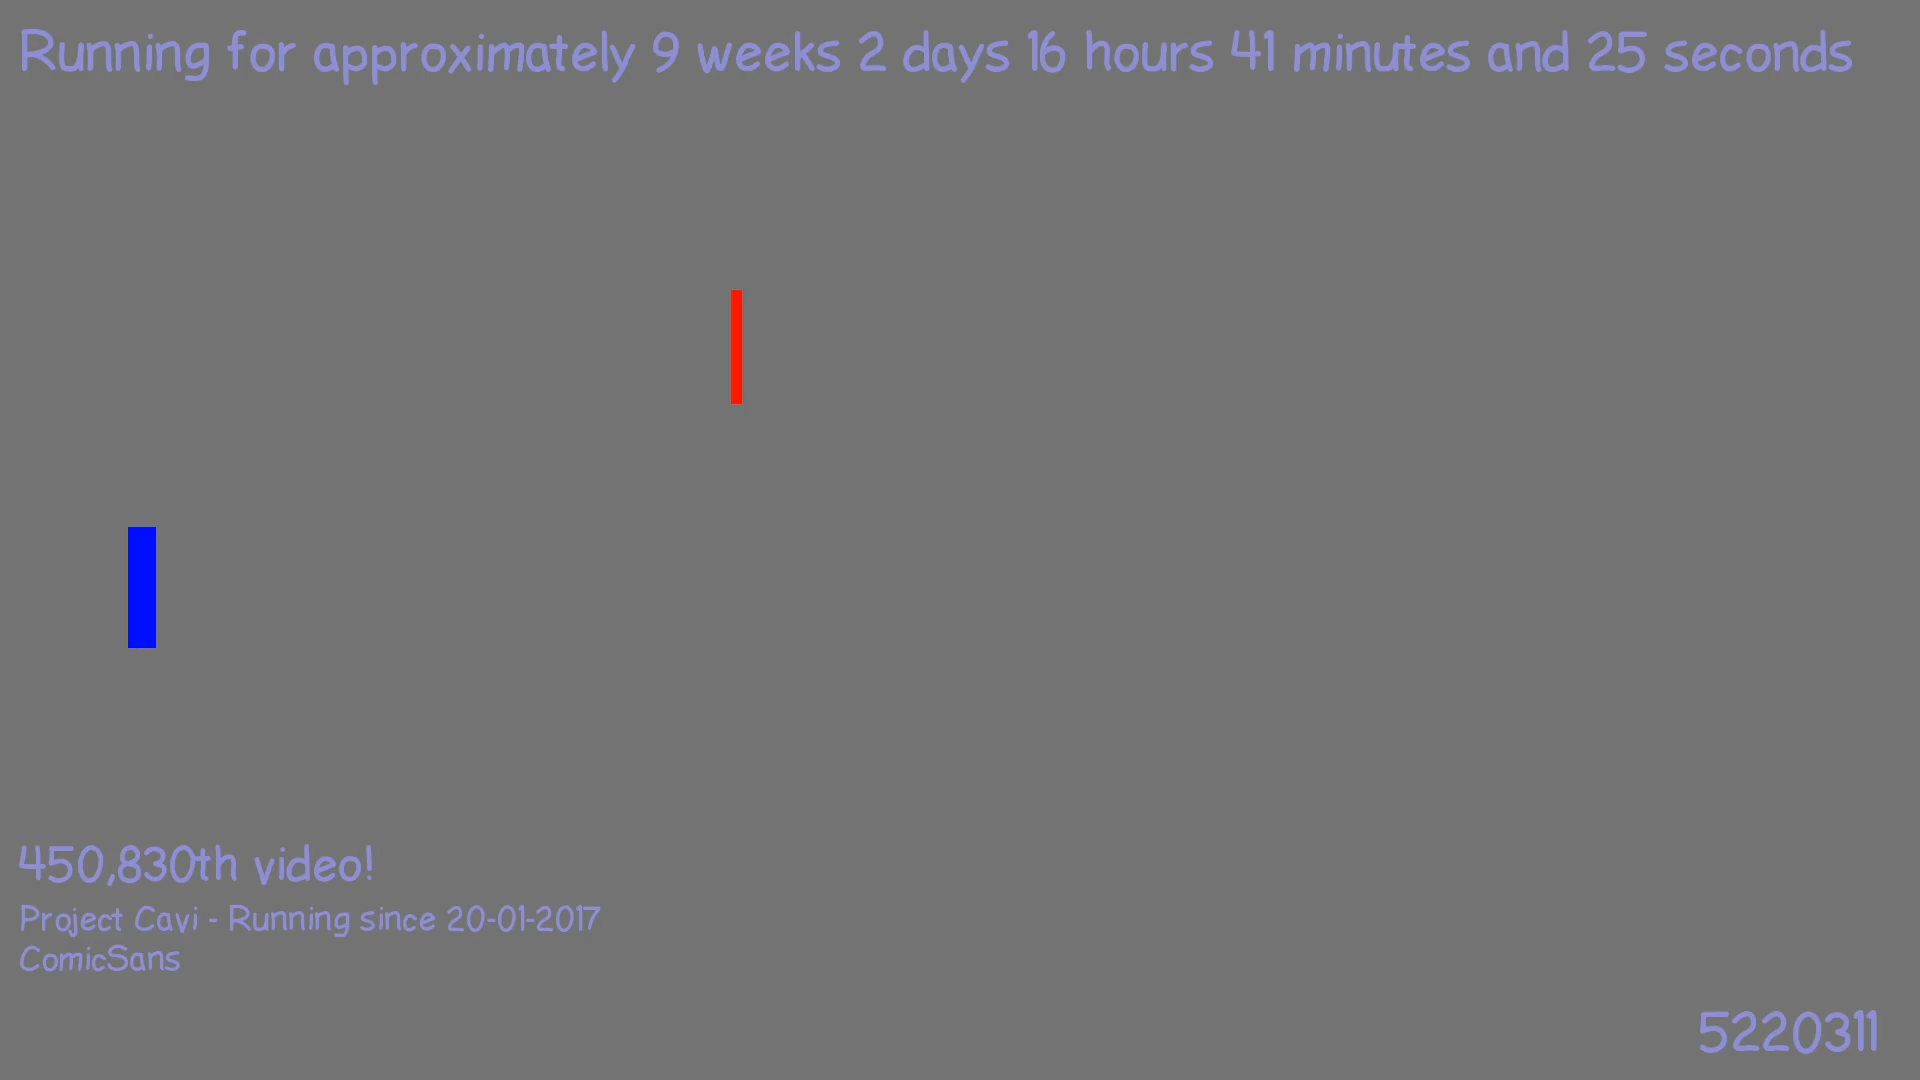 Running for approximately 9 weeks 2 days 16 hours 41 minutes and 25 seconds
450,830th video!
Project Cavi - Running since 20-01-2017
ComicSans
5220311